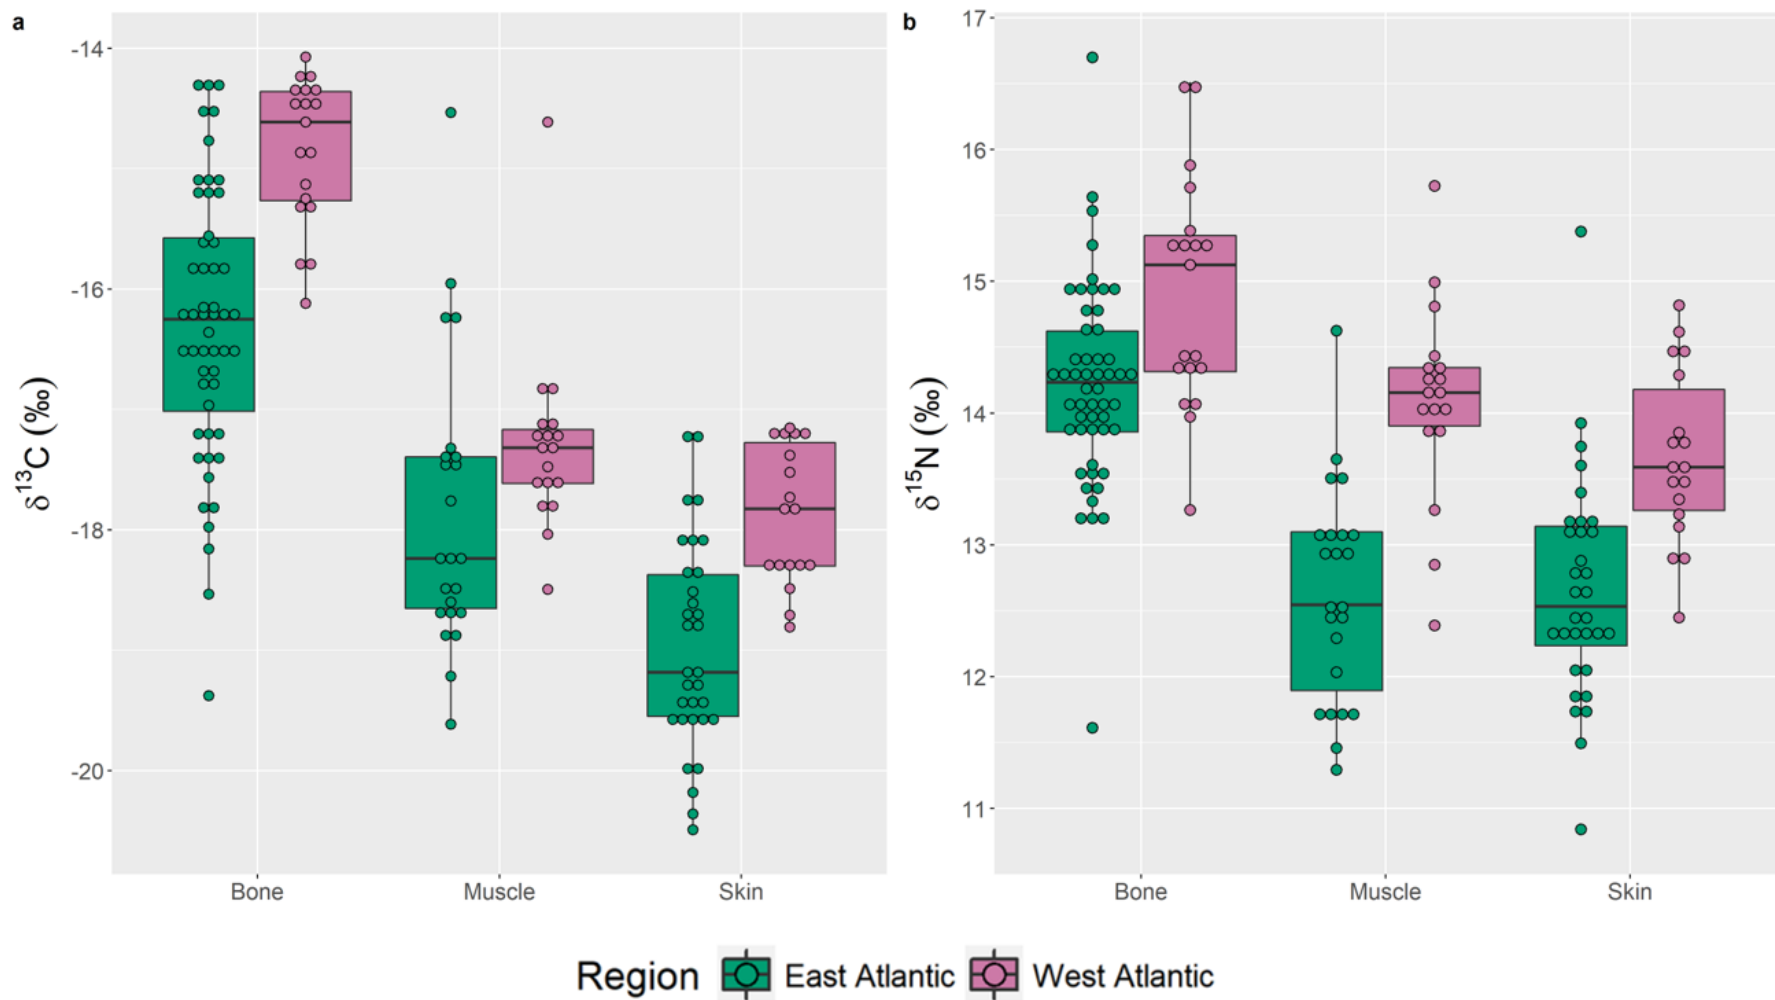 a
b
-14
-16
-18
-20
δ13C (‰)
Bone
Muscle
Skin
17
16
15
14
13
12
11
δ15N (‰)
Bone
Muscle
Skin
Region East Atlantic West Atlantic